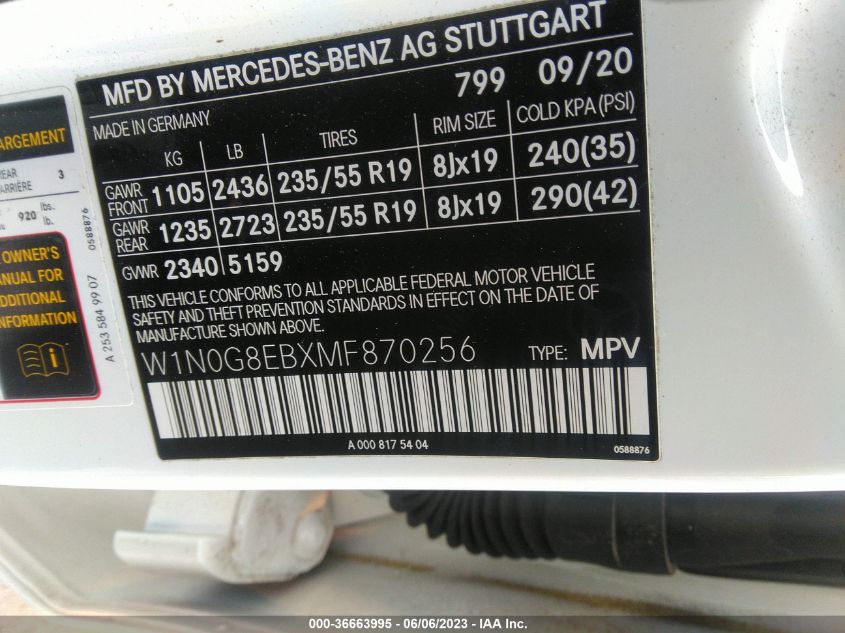 MFD BY MERCEDES-BENZ AG STUTTGART
799 09/20
MADE IN GERMANY
KG LB TIRES RIM SIZE COLD KPA (PSI)
GAWR FRONT 1105 2436 235/55 R19 8Jx19 240(35)
GAWR REAR 1235 2723 235/55 R19 8Jx19 290(42)
GVWR 2340 5159
THIS VEHICLE CONFORMS TO ALL APPLICABLE FEDERAL MOTOR VEHICLE
SAFETY AND THEFT PREVENTION STANDARDS IN EFFECT ON THE DATE OF
MANUFACTURE SHOWN ABOVE.
W1N0G8EBXMF870256 TYPE: MPV
A 000 817 54 04
0588876
ARGEMENT
REAR 3
ARRIÈRE
920 lbs.
lb.
0588876
OWNER'S
MANUAL FOR
ADDITIONAL
INFORMATION
A 253 584 99 07
000-36663995 - 06/06/2023 - IAA Inc.